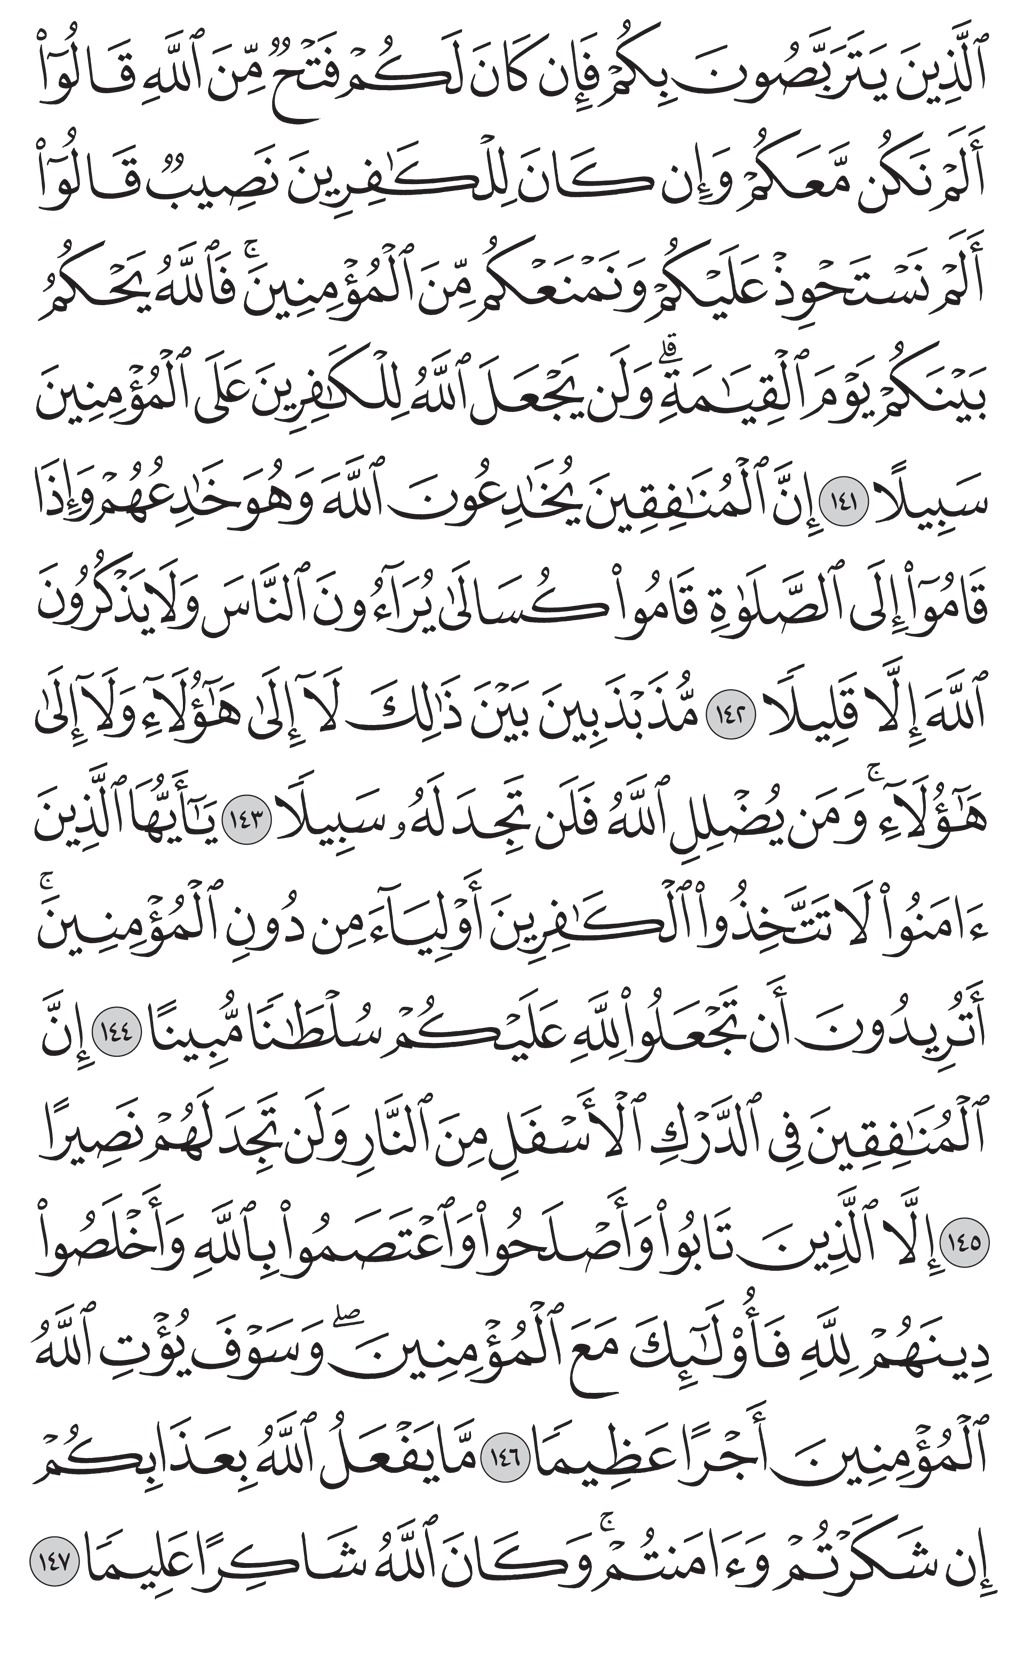 ٱلَّذِينَ يَتَرَبَّصُونَ بِكُمْ فَإِن كَانَ لَكُمْ فَتْحٌ مِّنَ ٱللَّهِ قَالُوٓا۟
أَلَمْ نَكُن مَّعَكُمْ وَإِن كَانَ لِلْكَـٰفِرِينَ نَصِيبٌ قَالُوٓا۟
أَلَمْ نَسْتَحْوِذْ عَلَيْكُمْ وَنَمْنَعْكُم مِّنَ ٱلْمُؤْمِنِينَ ۚ فَٱللَّهُ يَحْكُمُ
بَيْنَكُمْ يَوْمَ ٱلْقِيَـٰمَةِ ۗ وَلَن يَجْعَلَ ٱللَّهُ لِلْكَـٰفِرِينَ عَلَى ٱلْمُؤْمِنِينَ
سَبِيلًا ١٤١ إِنَّ ٱلْمُنَـٰفِقِينَ يُخَـٰدِعُونَ ٱللَّهَ وَهُوَ خَـٰدِعُهُمْ وَإِذَا
قَامُوٓا۟ إِلَى ٱلصَّلَوٰةِ قَامُوا۟ كُسَالَىٰ يُرَآءُونَ ٱلنَّاسَ وَلَا يَذْكُرُونَ
ٱللَّهَ إِلَّا قَلِيلًا ١٤٢ مُّذَبْذَبِينَ بَيْنَ ذَٰلِكَ لَآ إِلَىٰ هَـٰٓؤُلَآءِ وَلَآ إِلَىٰ
هَـٰٓؤُلَآءِ ۚ وَمَن يُضْلِلِ ٱللَّهُ فَلَن تَجِدَ لَهُۥ سَبِيلًا ١٤٣ يَـٰٓأَيُّهَا ٱلَّذِينَ
ءَامَنُوا۟ لَا تَتَّخِذُوا۟ ٱلْكَـٰفِرِينَ أَوْلِيَآءَ مِن دُونِ ٱلْمُؤْمِنِينَ ۚ
أَتُرِيدُونَ أَن تَجْعَلُوا۟ لِلَّهِ عَلَيْكُمْ سُلْطَـٰنًا مُّبِينًا ١٤٤ إِنَّ
ٱلْمُنَـٰفِقِينَ فِى ٱلدَّرْكِ ٱلْأَسْفَلِ مِنَ ٱلنَّارِ وَلَن تَجِدَ لَهُمْ نَصِيرًا
١٤٥ إِلَّا ٱلَّذِينَ تَابُوا۟ وَأَصْلَحُوا۟ وَٱعْتَصَمُوا۟ بِٱللَّهِ وَأَخْلَصُوا۟
دِينَهُمْ لِلَّهِ فَأُو۟لَـٰٓئِكَ مَعَ ٱلْمُؤْمِنِينَ ۖ وَسَوْفَ يُؤْتِ ٱللَّهُ
ٱلْمُؤْمِنِينَ أَجْرًا عَظِيمًا ١٤٦ مَّا يَفْعَلُ ٱللَّهُ بِعَذَابِكُمْ
إِن شَكَرْتُمْ وَءَامَنتُمْ ۚ وَكَانَ ٱللَّهُ شَاكِرًا عَلِيمًا ١٤٧